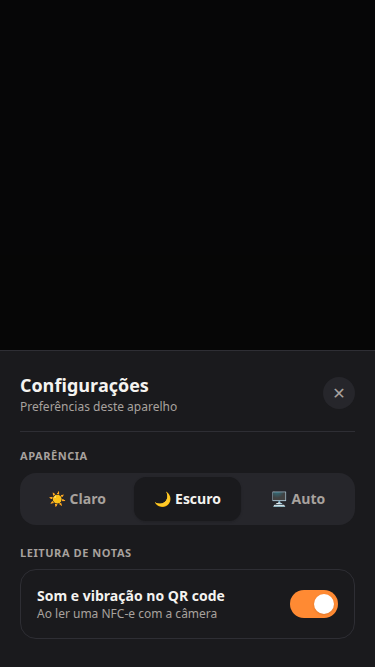 Configurações
Preferências deste aparelho
APARÊNCIA
☀️ Claro
🌙 Escuro
🖥️ Auto
LEITURA DE NOTAS
Som e vibração no QR code
Ao ler uma NFC-e com a câmera